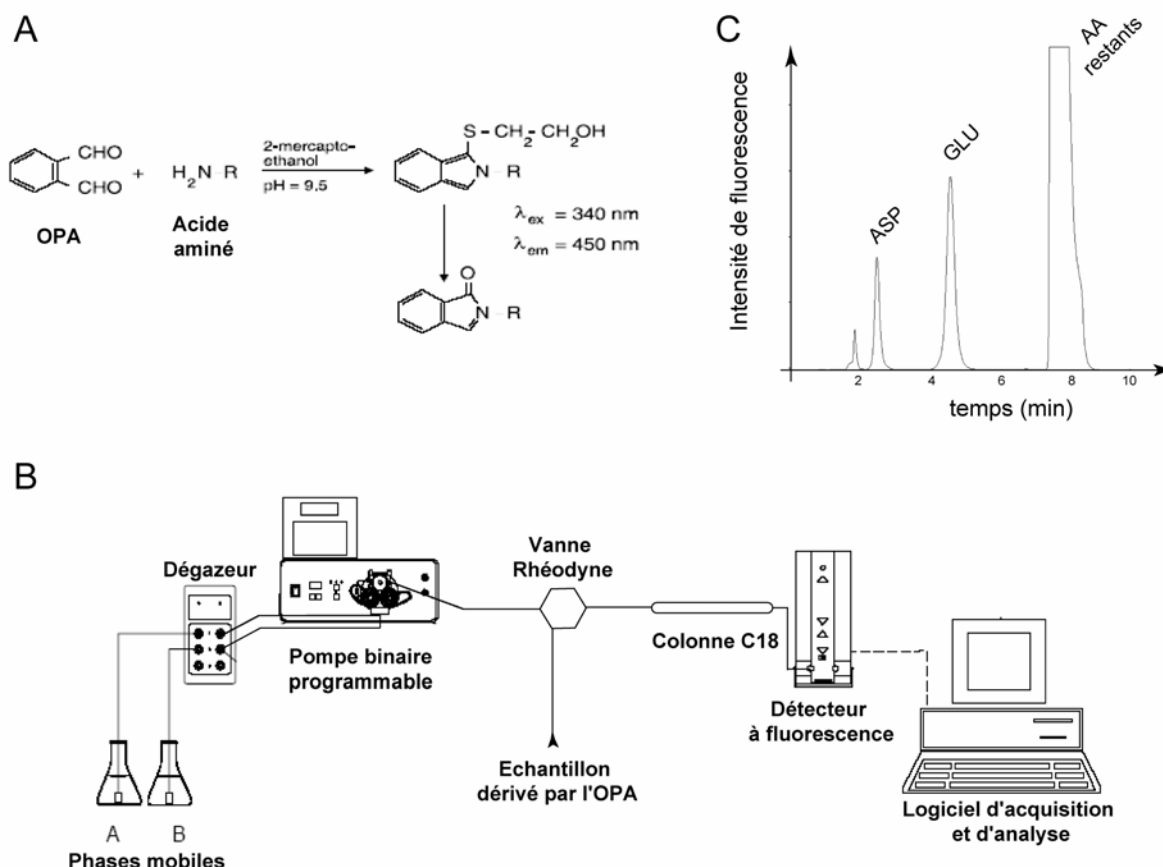 A
CHO
CHO
+
H2N-R
2-mercapto-
ethanol
pH = 9.5
S-CH2-CH2OH
N-R
OPA
Acide
aminé
λex = 340 nm
λem = 450 nm
O
N-R
C
Intensité de fluorescence
ASP
GLU
AA
restants
2
4
6
8
10
temps (min)
B
Dégazeur
Pompe binaire
programmable
Vanne
Rhéodyne
Colonne C18
Détecteur
à fluorescence
Echantillon
dérivé par l'OPA
Logiciel d'acquisition
et d'analyse
A
B
Phases mobiles